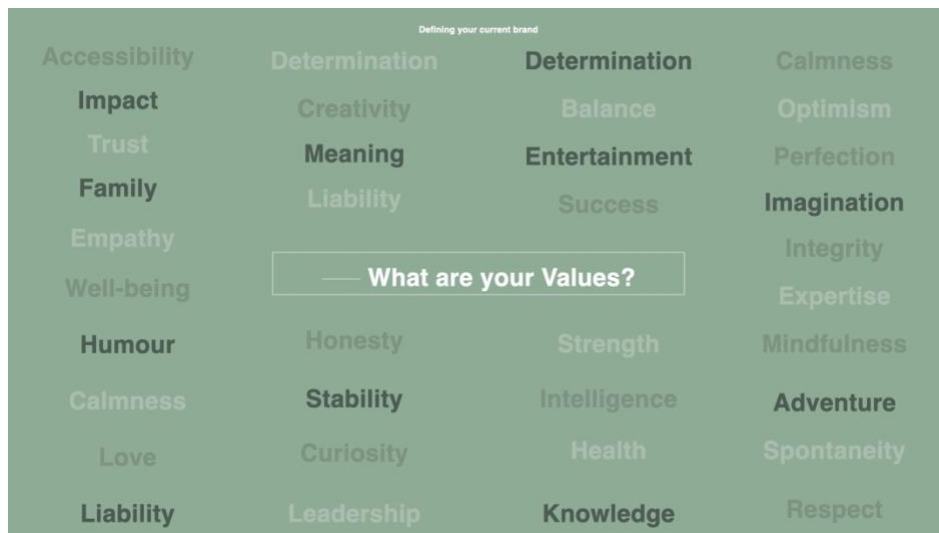 Defining your current brand
Accessibility
Impact
Trust
Family
Empathy
Well-being
Humour
Calmness
Love
Liability
Determination
Creativity
Meaning
Liability
Determination
Balance
Entertainment
Success
What are your Values?
Honesty
Stability
Curiosity
Leadership
Strength
Intelligence
Health
Knowledge
Calmness
Optimism
Perfection
Imagination
Integrity
Expertise
Mindfulness
Adventure
Spontaneity
Respect